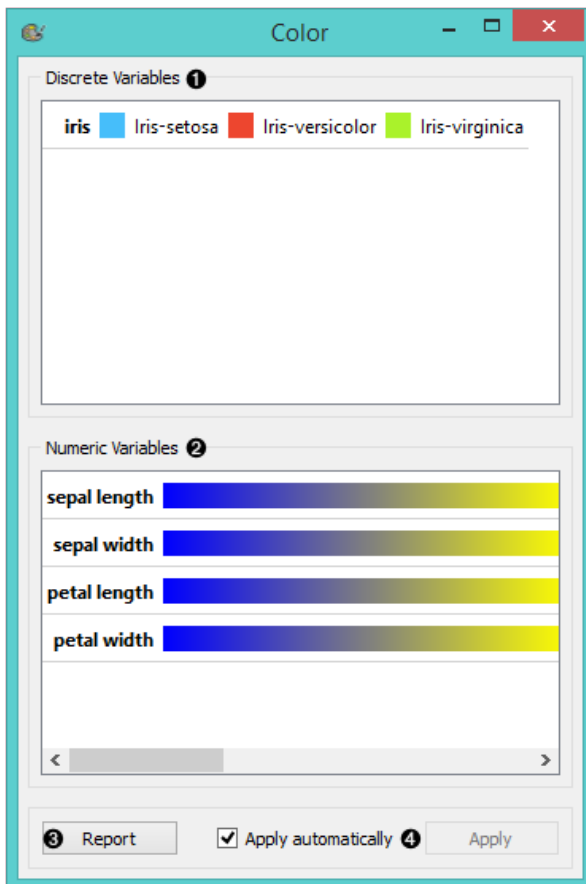 Color
Discrete Variables ❶
iris Iris-setosa Iris-versicolor Iris-virginica
Numeric Variables ❷
sepal length
sepal width
petal length
petal width
❸ Report Apply automatically ❹ Apply